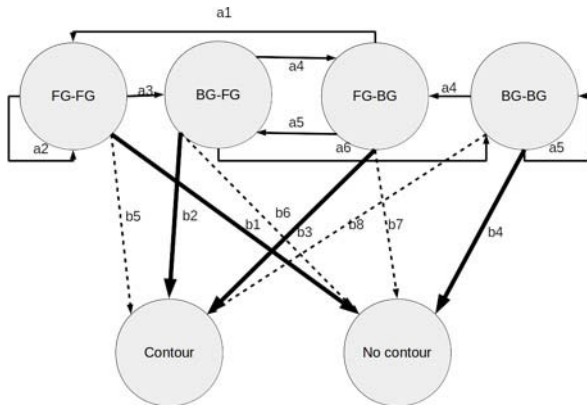 a1
FG-FG
BG-FG
FG-BG
BG-BG
a3
a4
a4
a5
a2
a6
a5
b5
b2
b6
b1
b3
b8
b7
b4
Contour
No contour